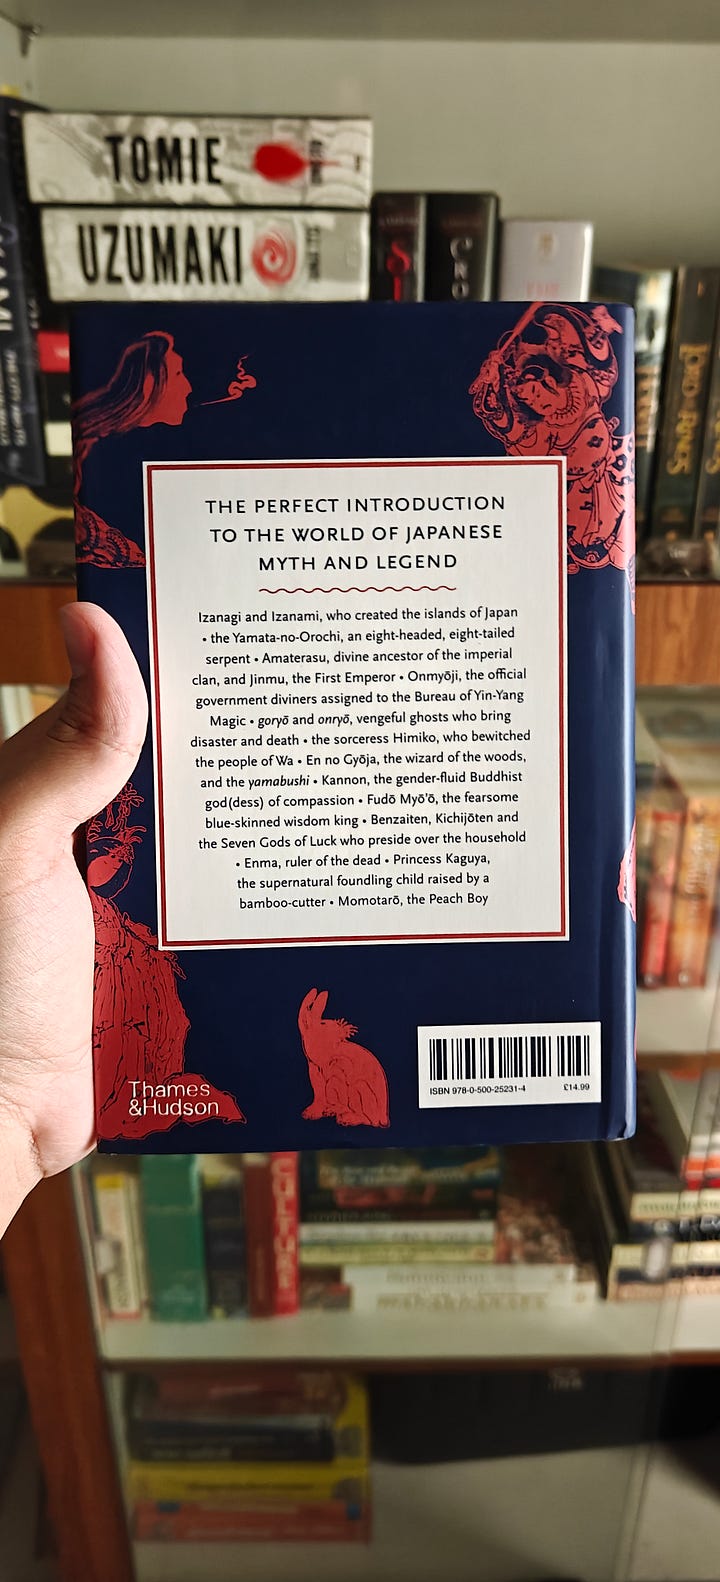 TOMIE
UZUMAKI
LORD
RINGS
THE PERFECT INTRODUCTION
TO THE WORLD OF JAPANESE
MYTH AND LEGEND
Izanagi and Izanami, who created the islands of Japan
• the Yamata-no-Orochi, an eight-headed, eight-tailed
serpent • Amaterasu, divine ancestor of the imperial
clan, and Jinmu, the First Emperor • Onmyōji, the official
government diviners assigned to the Bureau of Yin-Yang
Magic • goryō and onryō, vengeful ghosts who bring
disaster and death • the sorceress Himiko, who bewitched
the people of Wa • En no Gyōja, the wizard of the woods,
and the yamabushi • Kannon, the gender-fluid Buddhist
god(dess) of compassion • Fudō Myō'ō, the fearsome
blue-skinned wisdom king • Benzaiten, Kichijōten and
the Seven Gods of Luck who preside over the household
• Enma, ruler of the dead • Princess Kaguya,
the supernatural foundling child raised by a
bamboo-cutter • Momotarō, the Peach Boy
Thames
&Hudson
ISBN 978-0-500-25231-4 £14.99